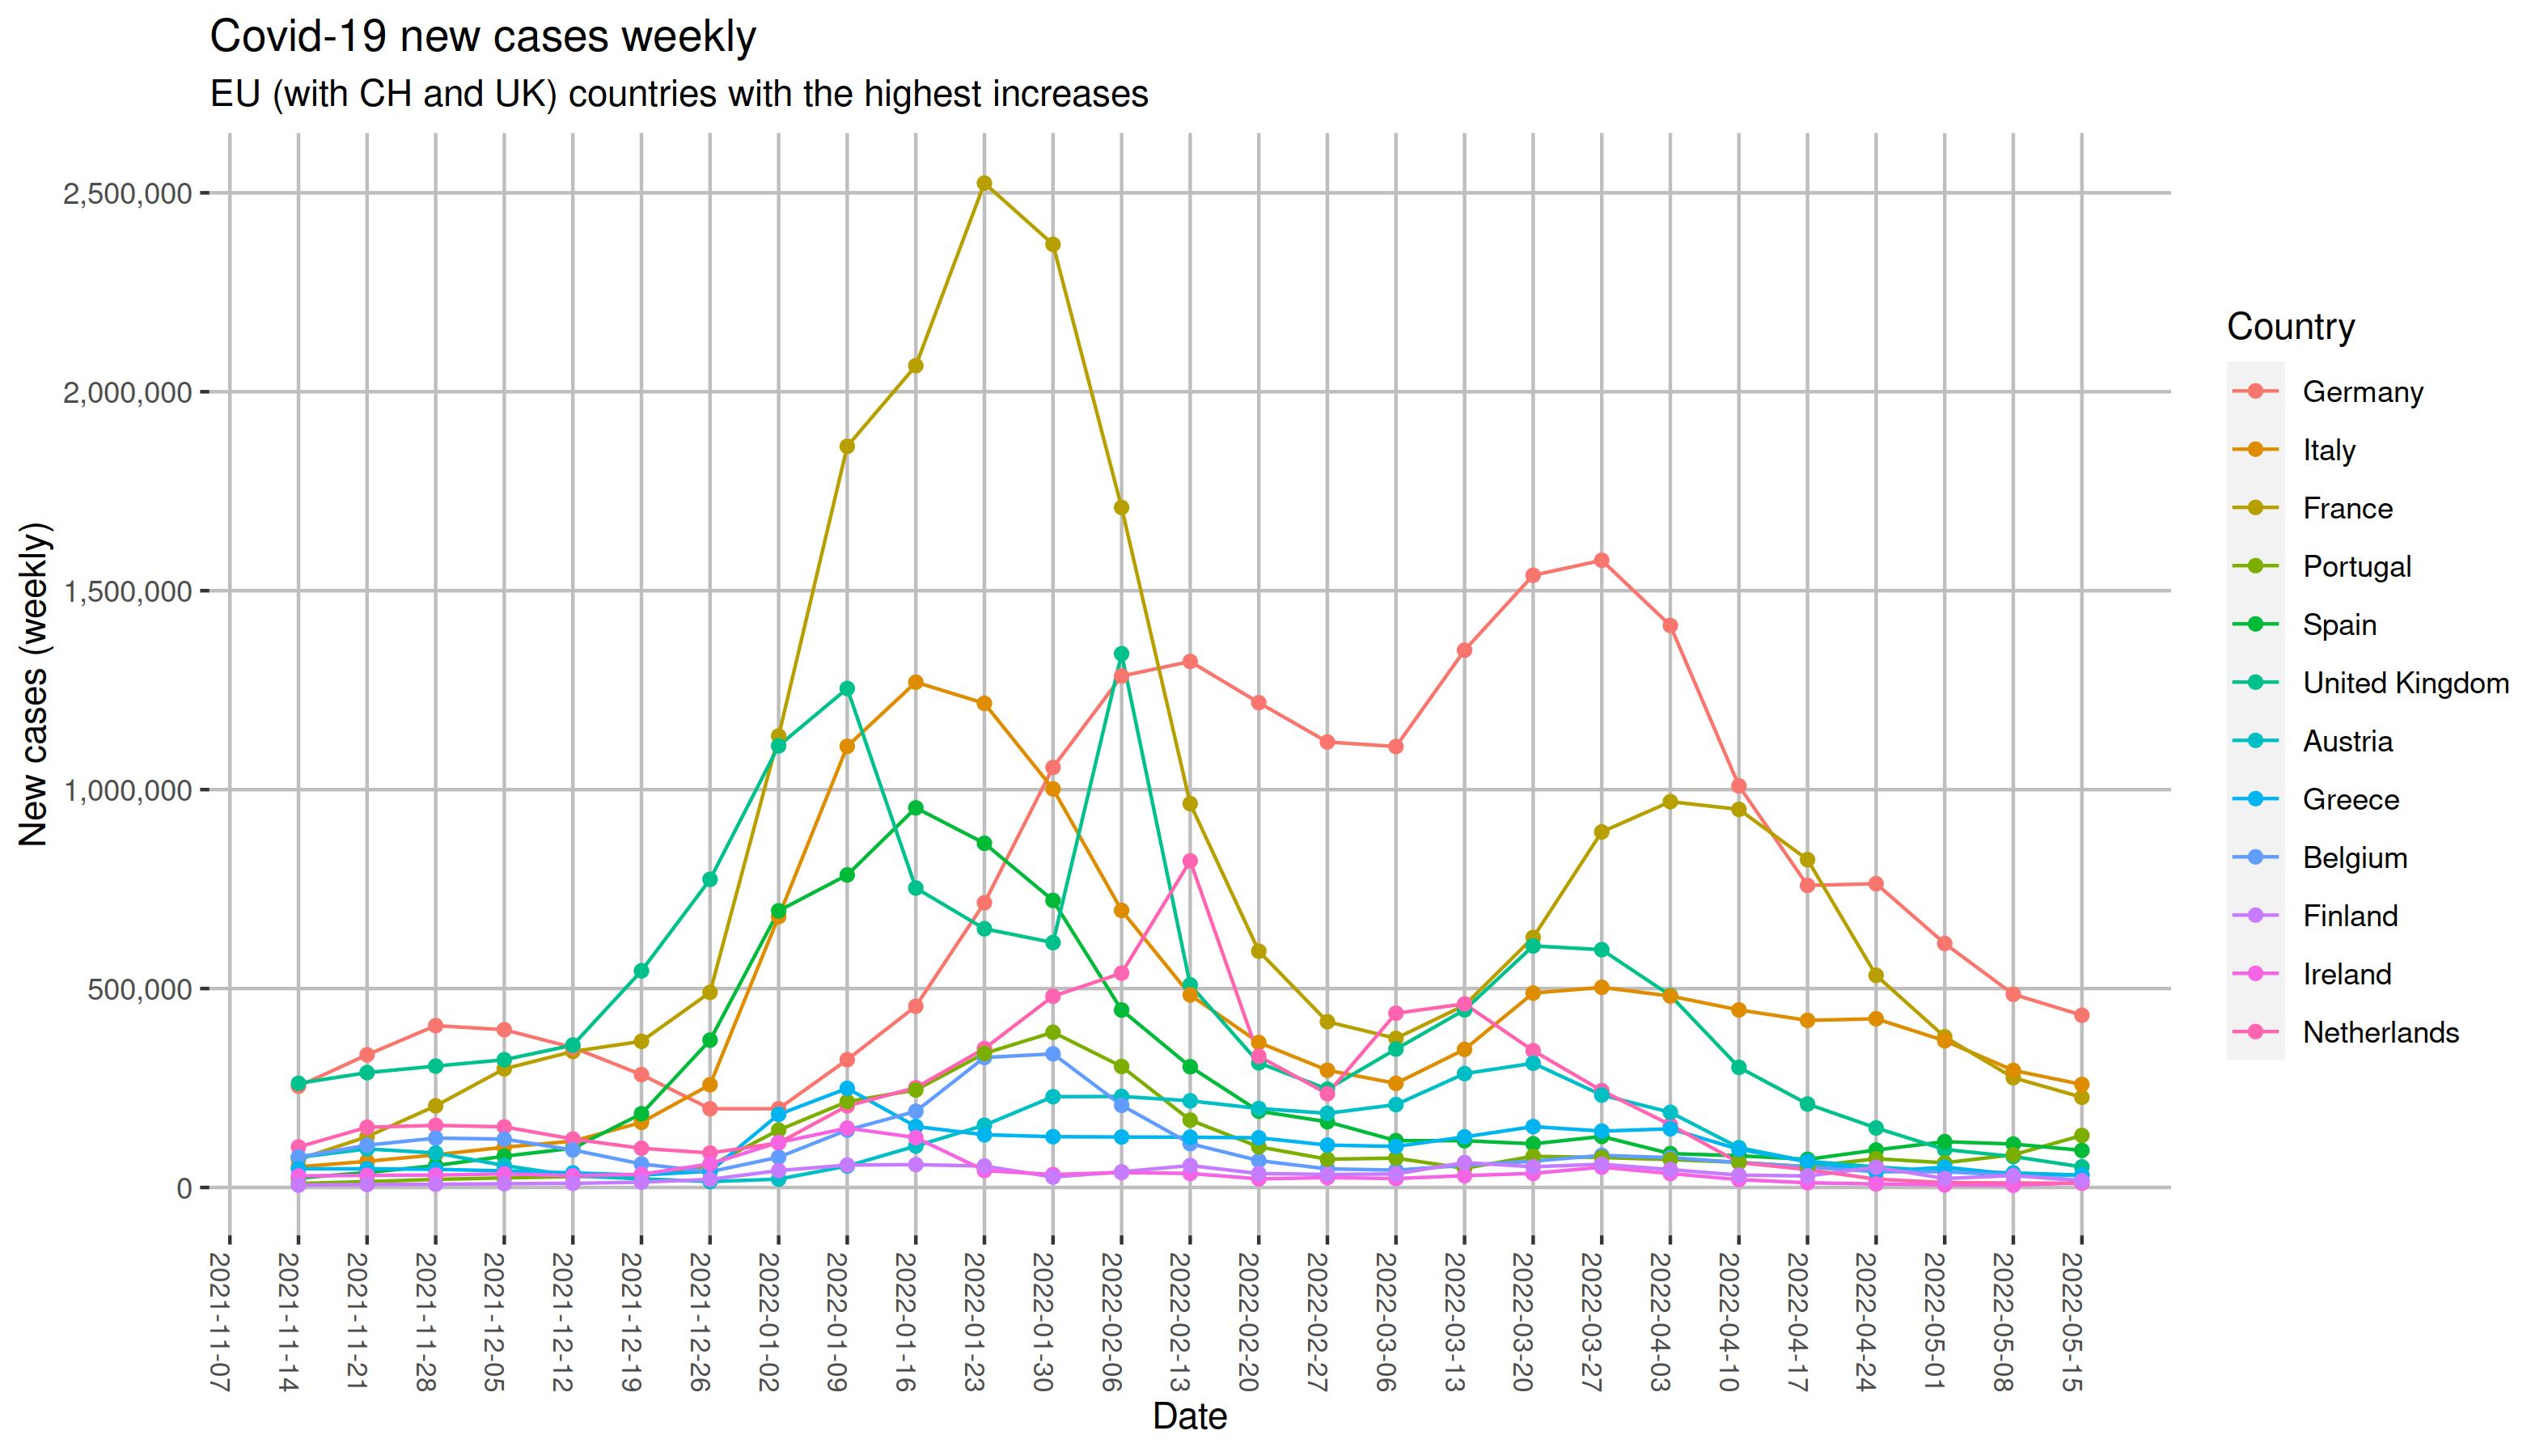 Covid-19 new cases weekly
EU (with CH and UK) countries with the highest increases
New cases (weekly)
2,500,000
2,000,000
1,500,000
1,000,000
500,000
0
2021-11-07
2021-11-14
2021-11-21
2021-11-28
2021-12-05
2021-12-12
2021-12-19
2021-12-26
2022-01-02
2022-01-09
2022-01-16
2022-01-23
2022-01-30
2022-02-06
2022-02-13
2022-02-20
2022-02-27
2022-03-06
2022-03-13
2022-03-20
2022-03-27
2022-04-03
2022-04-10
2022-04-17
2022-04-24
2022-05-01
2022-05-08
2022-05-15
Date
Country
Germany
Italy
France
Portugal
Spain
United Kingdom
Austria
Greece
Belgium
Finland
Ireland
Netherlands